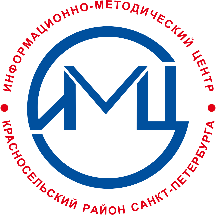 ИНФОРМАЦИОННО-МЕТОДИЧЕСКИЙ ЦЕНТР
ИМЦ
КРАСНОСЕЛЬСКИЙ РАЙОН САНКТ-ПЕТЕРБУРГА